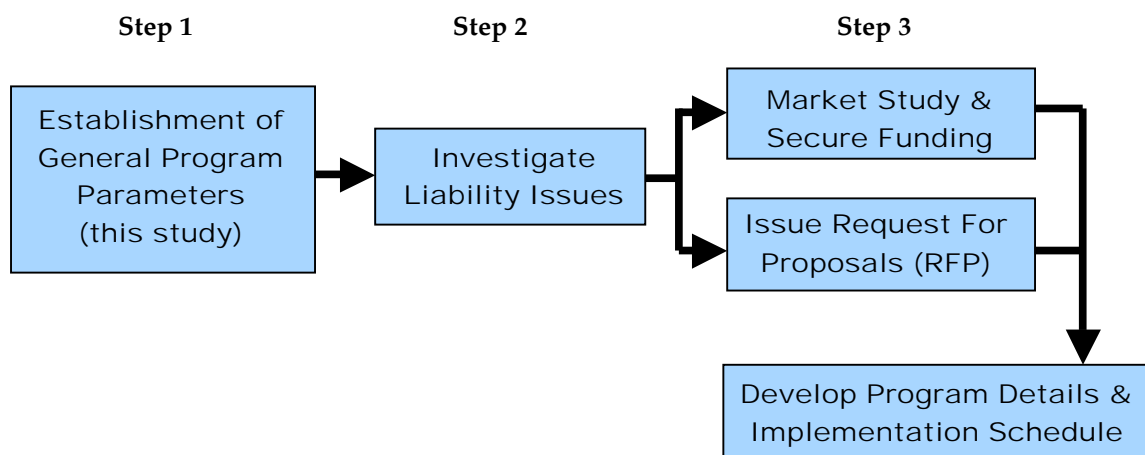 Step 1
Step 2
Step 3
Establishment of
General Program
Parameters
(this study)
Investigate
Liability Issues
Market Study &
Secure Funding
Issue Request For
Proposals (RFP)
Develop Program Details &
Implementation Schedule